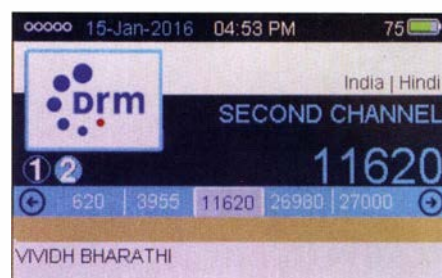 ooooo 15-Jan-2016 04:53 PM 75
Drm
India | Hindi
SECOND CHANNEL
1 2 11620
620 3955 11620 26980 27000
VIVIDH BHARATHI